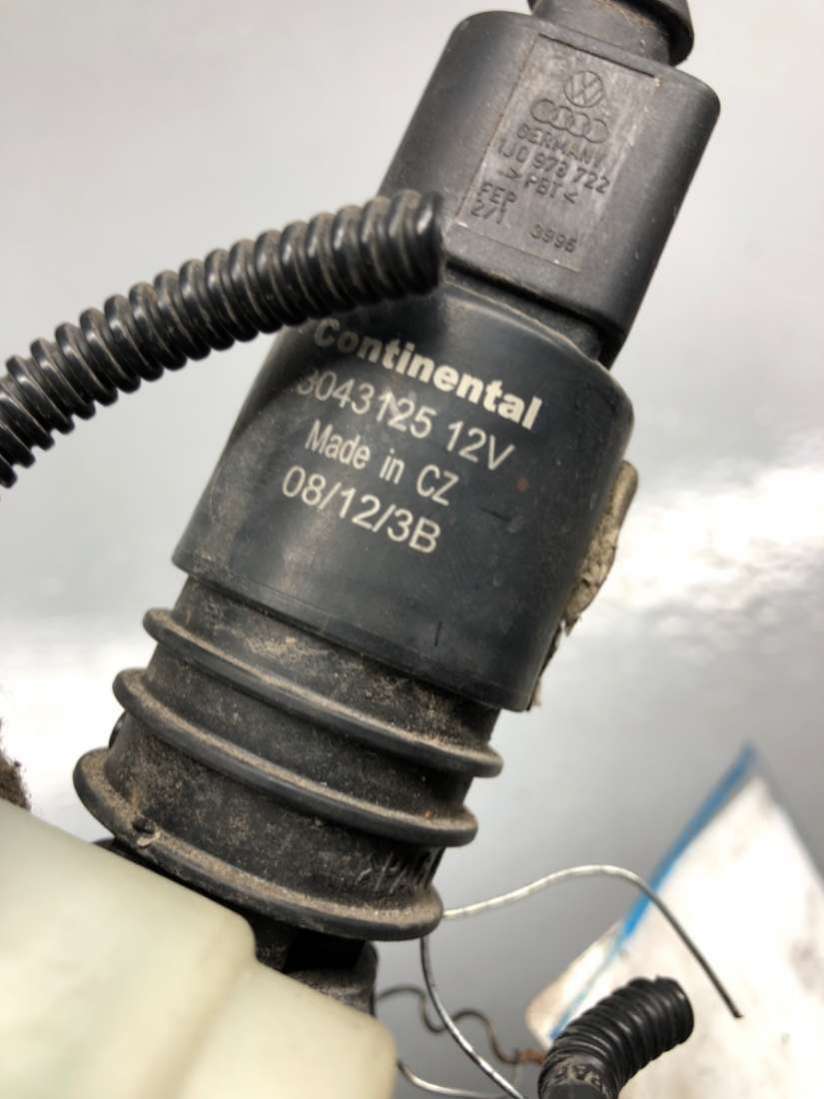 GERMANY
1J0 973 722
>PBT<
FEP
2/1 3996
Continental
3043125 12V
Made in CZ
08/12/3B